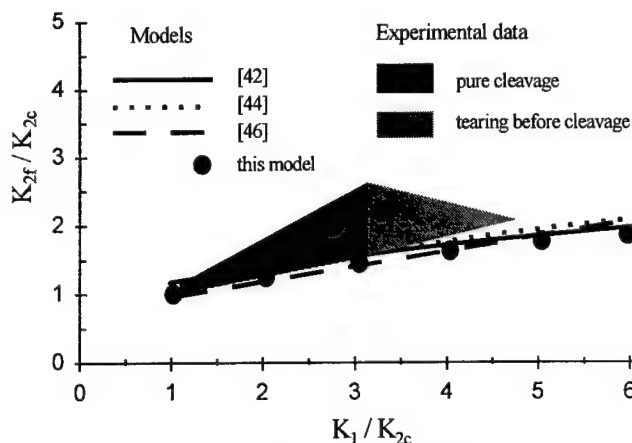 Models
Experimental data
[42]
[44]
[46]
this model
pure cleavage
tearing before cleavage
K2f / K2c
5
4
3
2
1
0
0
1
2
3
4
5
6
K1 / K2c